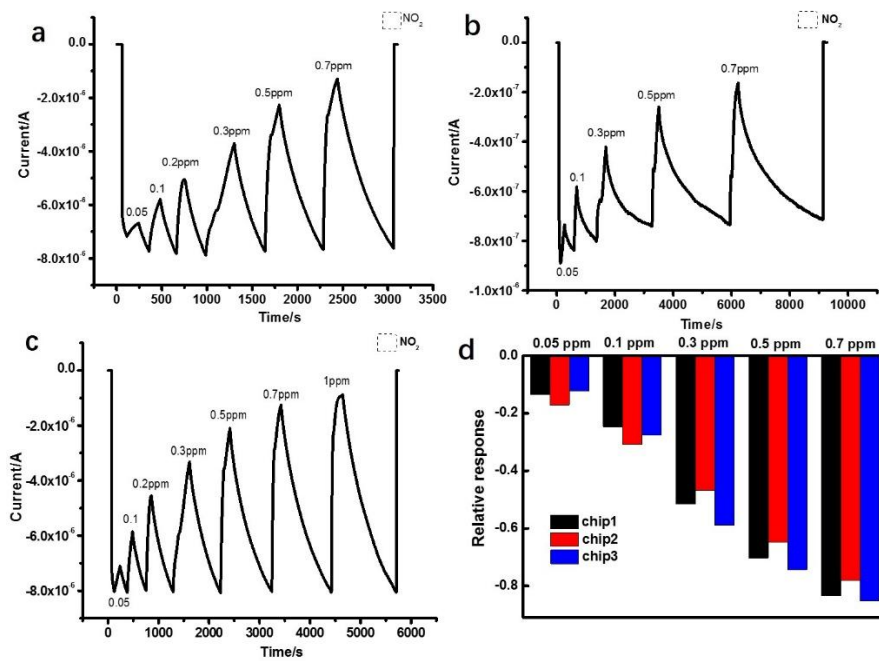 a
NO₂
0.0
-2.0x10⁻⁶
-4.0x10⁻⁶
-6.0x10⁻⁶
-8.0x10⁻⁶
Current/A
0.05
0.1
0.2ppm
0.3ppm
0.5ppm
0.7ppm
0 500 1000 1500 2000 2500 3000 3500
Time/s
b
NO₂
0.0
-2.0x10⁻⁷
-4.0x10⁻⁷
-6.0x10⁻⁷
-8.0x10⁻⁷
-1.0x10⁻⁶
Current/A
0.05
0.1
0.3ppm
0.5ppm
0.7ppm
0 2000 4000 6000 8000 10000
Time/s
c
NO₂
0.0
-2.0x10⁻⁶
-4.0x10⁻⁶
-6.0x10⁻⁶
-8.0x10⁻⁶
Current/A
0.05
0.1
0.2ppm
0.3ppm
0.5ppm
0.7ppm
1ppm
0 1000 2000 3000 4000 5000 6000
Time/s
d
0.05 ppm 0.1 ppm 0.3 ppm 0.5 ppm 0.7 ppm
0.0
-0.2
-0.4
-0.6
-0.8
Relative response
chip1
chip2
chip3